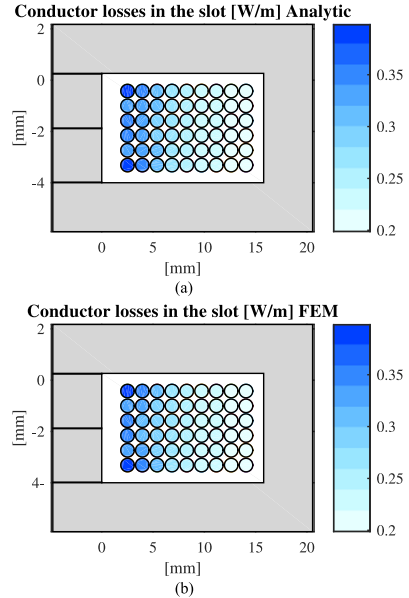 Conductor losses in the slot [W/m] Analytic
2
0
-2
-4
[mm]
0 5 10 15 20
[mm]
0.35
0.3
0.25
0.2
(a)
Conductor losses in the slot [W/m] FEM
2
0
-2
4-
[mm]
0 5 10 15 20
[mm]
0.35
0.3
0.25
0.2
(b)